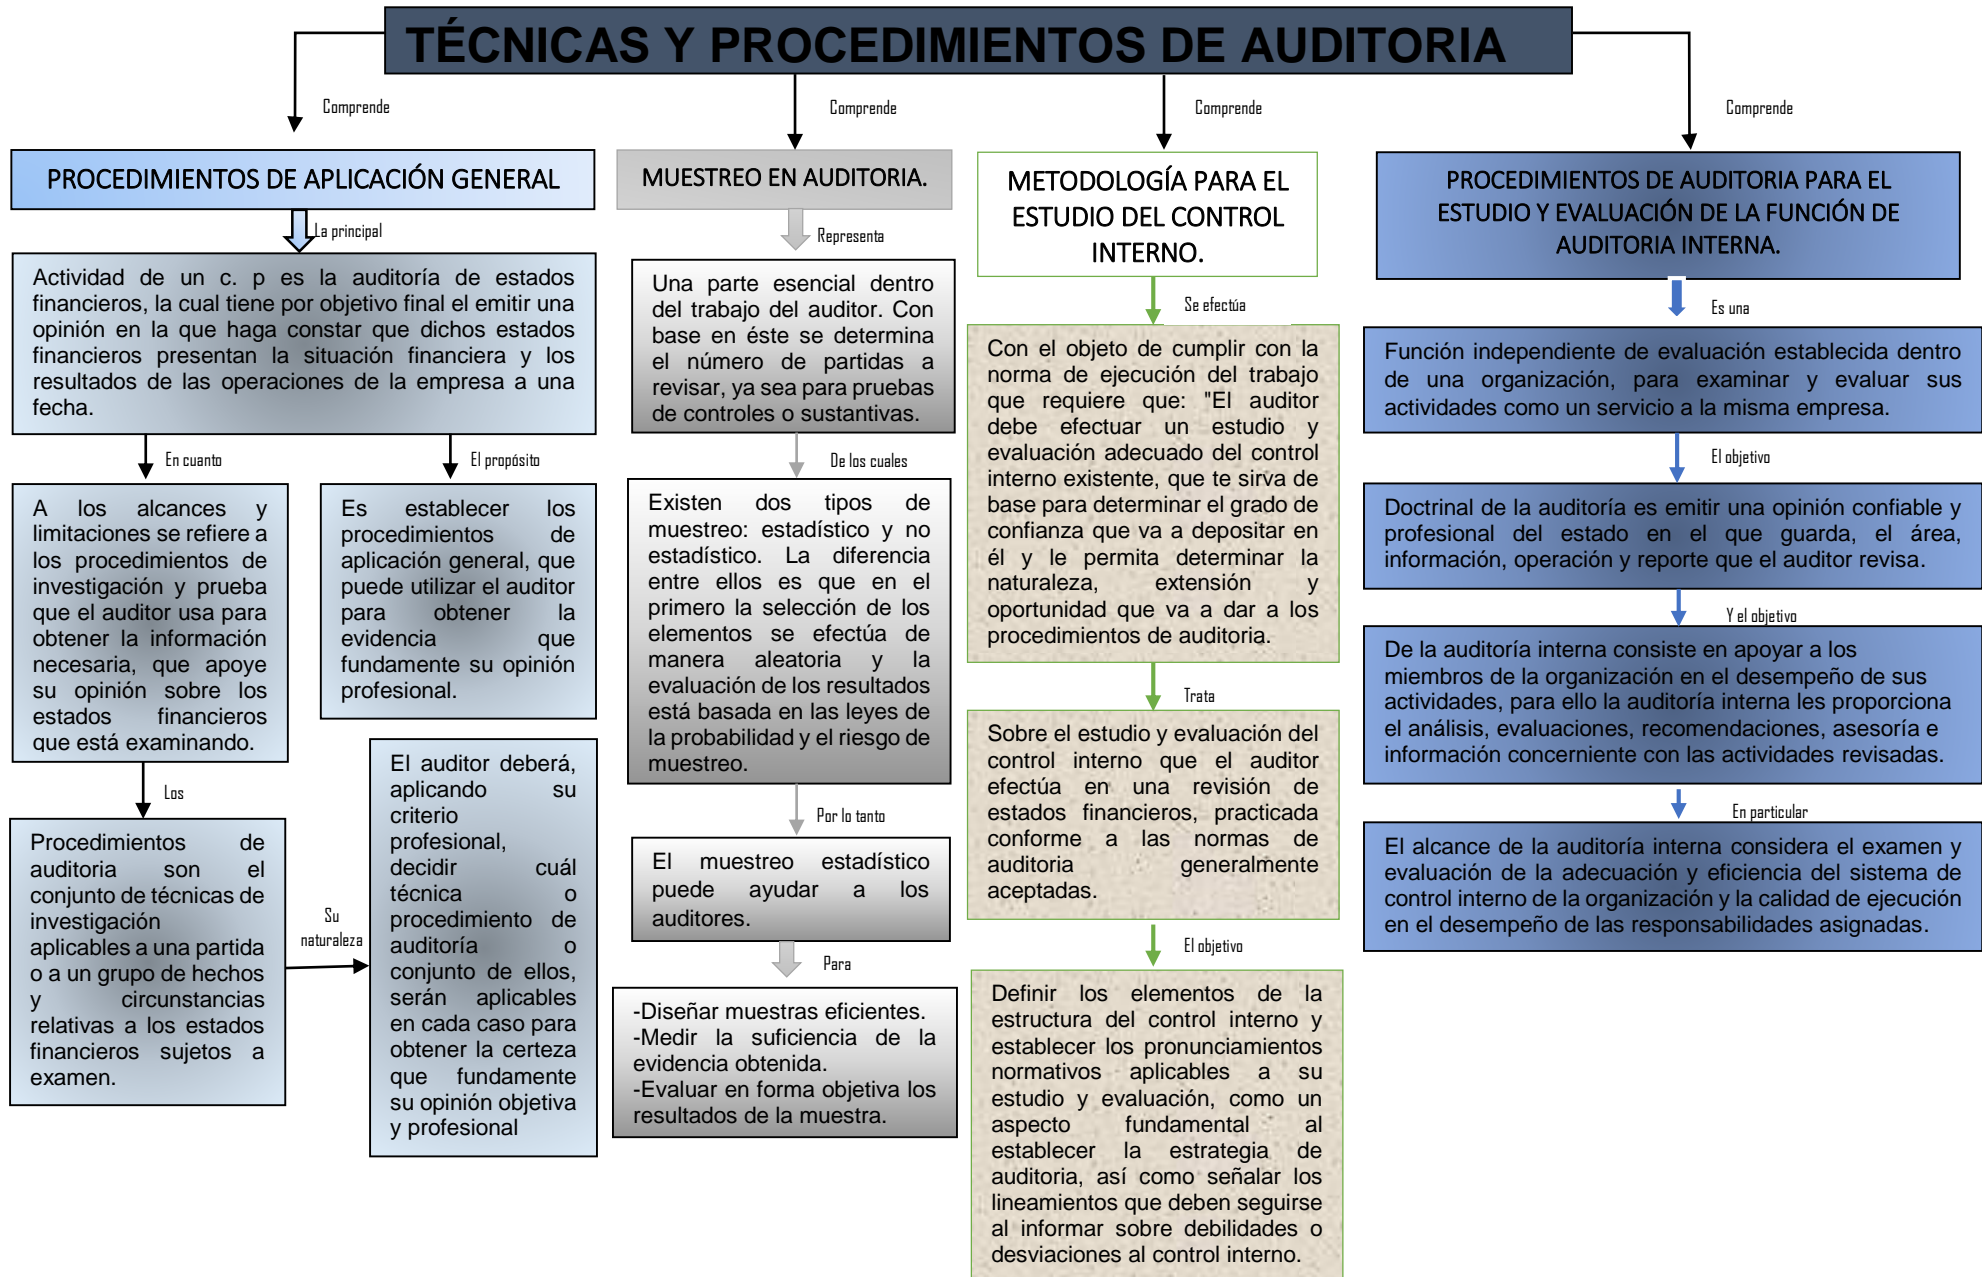 TÉCNICAS Y PROCEDIMIENTOS DE AUDITORIA
Comprende
Comprende
Comprende
Comprende
PROCEDIMIENTOS DE APLICACIÓN GENERAL
La principal
Actividad de un c. p es la auditoría de estados
financieros, la cual tiene por objetivo final el emitir una
opinión en la que haga constar que dichos estados
financieros presentan la situación financiera y los
resultados de las operaciones de la empresa a una
fecha.
En cuanto
A los alcances y
limitaciones se refiere a
los procedimientos de
investigación y prueba
que el auditor usa para
obtener la información
necesaria, que apoye
su opinión sobre los
estados financieros
que está examinando.
El propósito
Es establecer los
procedimientos de
aplicación general, que
puede utilizar el auditor
para obtener la
evidencia que
fundamente su opinión
profesional.
Los
Procedimientos de
auditoria son el
conjunto de técnicas de
investigación
aplicables a una partida
o a un grupo de hechos
y circunstancias
relativas a los estados
financieros sujetos a
examen.
Su
naturaleza
El auditor deberá,
aplicando su
criterio
profesional,
decidir cuál
técnica o
procedimiento de
auditoría o
conjunto de ellos,
serán aplicables
en cada caso para
obtener la certeza
que fundamente
su opinión objetiva
y profesional
MUESTREO EN AUDITORIA.
Representa
Una parte esencial dentro
del trabajo del auditor. Con
base en éste se determina
el número de partidas a
revisar, ya sea para pruebas
de controles o sustantivas.
De los cuales
Existen dos tipos de
muestreo: estadístico y no
estadístico. La diferencia
entre ellos es que en el
primero la selección de los
elementos se efectúa de
manera aleatoria y la
evaluación de los resultados
está basada en las leyes de
la probabilidad y el riesgo de
muestreo.
Por lo tanto
El muestreo estadístico
puede ayudar a los
auditores.
Para
-Diseñar muestras eficientes.
-Medir la suficiencia de la
evidencia obtenida.
-Evaluar en forma objetiva los
resultados de la muestra.
METODOLOGÍA PARA EL
ESTUDIO DEL CONTROL
INTERNO.
Se efectúa
Con el objeto de cumplir con la
norma de ejecución del trabajo
que requiere que: "El auditor
debe efectuar un estudio y
evaluación adecuado del control
interno existente, que te sirva de
base para determinar el grado de
confianza que va a depositar en
él y le permita determinar la
naturaleza, extensión y
oportunidad que va a dar a los
procedimientos de auditoria.
Trata
Sobre el estudio y evaluación del
control interno que el auditor
efectúa en una revisión de
estados financieros, practicada
conforme a las normas de
auditoria generalmente
aceptadas.
El objetivo
Definir los elementos de la
estructura del control interno y
establecer los pronunciamientos
normativos aplicables a su
estudio y evaluación, como un
aspecto fundamental al
establecer la estrategia de
auditoria, así como señalar los
lineamientos que deben seguirse
al informar sobre debilidades o
desviaciones al control interno.
PROCEDIMIENTOS DE AUDITORIA PARA EL
ESTUDIO Y EVALUACIÓN DE LA FUNCIÓN DE
AUDITORIA INTERNA.
Es una
Función independiente de evaluación establecida dentro
de una organización, para examinar y evaluar sus
actividades como un servicio a la misma empresa.
El objetivo
Doctrinal de la auditoría es emitir una opinión confiable y
profesional del estado en el que guarda, el área,
información, operación y reporte que el auditor revisa.
Y el objetivo
De la auditoría interna consiste en apoyar a los
miembros de la organización en el desempeño de sus
actividades, para ello la auditoría interna les proporciona
el análisis, evaluaciones, recomendaciones, asesoría e
información concerniente con las actividades revisadas.
En particular
El alcance de la auditoría interna considera el examen y
evaluación de la adecuación y eficiencia del sistema de
control interno de la organización y la calidad de ejecución
en el desempeño de las responsabilidades asignadas.